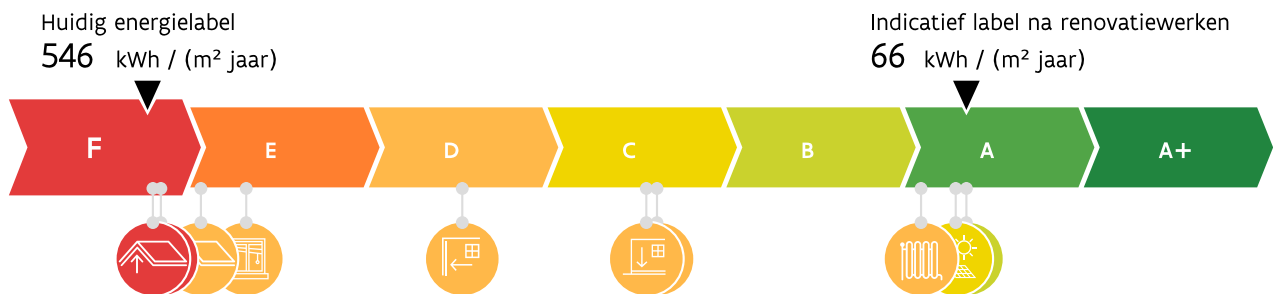 Huidig energielabel
546 kWh / (m² jaar)
Indicatief label na renovatiewerken
66 kWh / (m² jaar)
F
E
D
C
B
A
A+